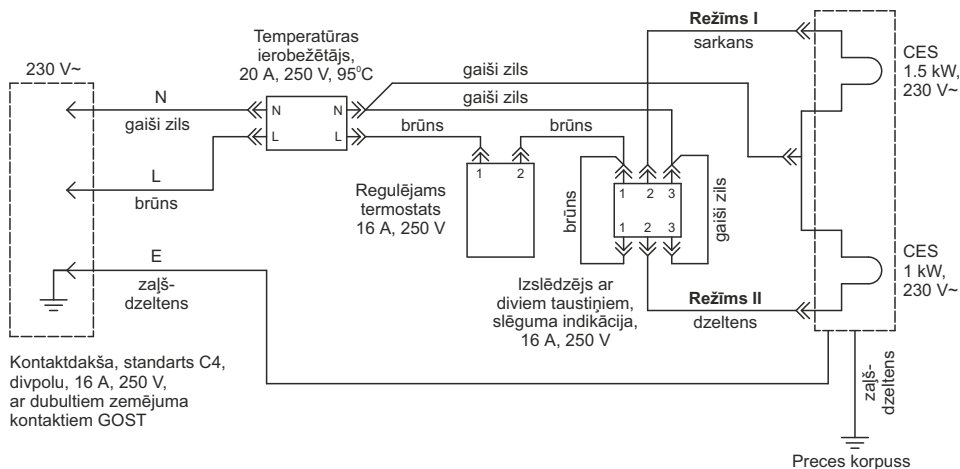 230 V~
N
gaiši zils
L
brūns
E
zaļš-
dzeltens
Kontaktdakša, standarts C4,
divpolu, 16 A, 250 V,
ar dubultiem zemējuma
kontaktiem GOST
Temperatūras
ierobežētājs,
20 A, 250 V, 95°C
N N
L L
gaiši zils
gaiši zils
brūns
brūns
1 2
Regulējams
termostats
16 A, 250 V
Režīms I
sarkans
brūns
1 2 3
1 2 3
gaiši zils
Izslēdzējs ar
diviem taustiņiem,
slēguma indikācija,
16 A, 250 V
Režīms II
dzeltens
CES
1.5 kW,
230 V~
CES
1 kW,
230 V~
zaļš-
dzeltens
Preces korpuss